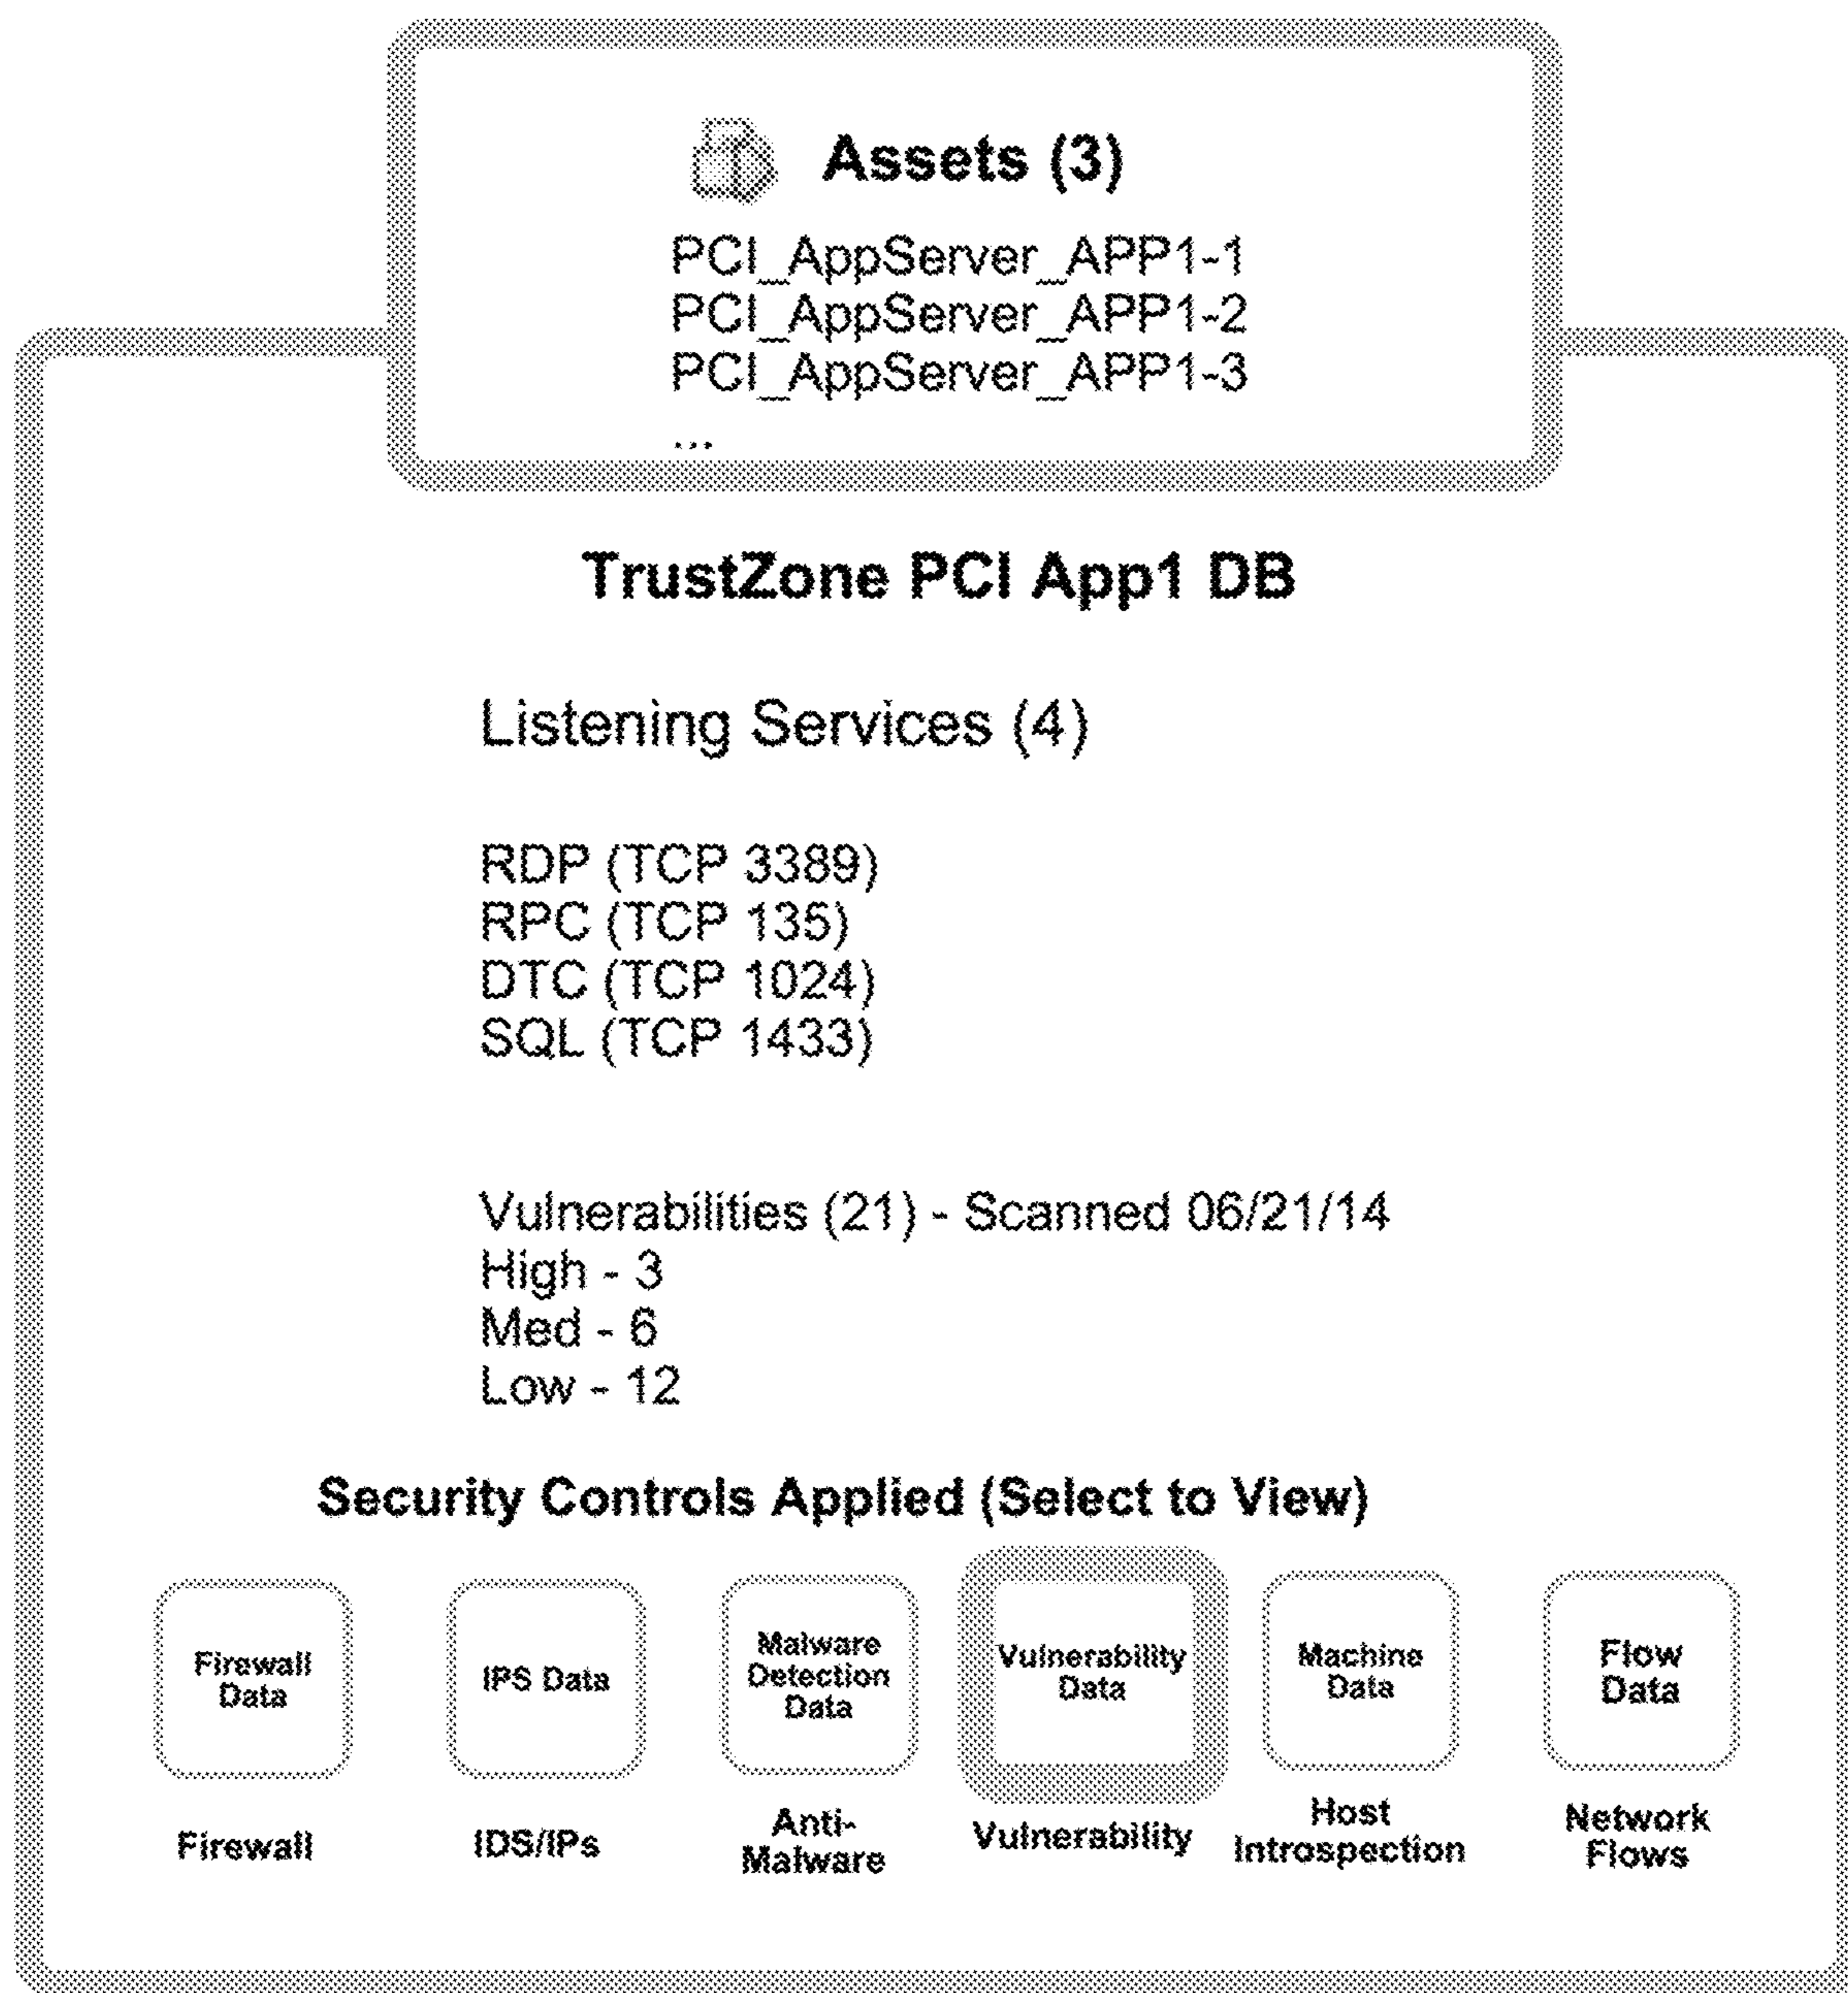 Assets (3)
PCI_AppServer_APP1-1
PCI_AppServer_APP1-2
PCI_AppServer_APP1-3
...
TrustZone PCI App1 DB
Listening Services (4)
RDP (TCP 3389)
RPC (TCP 135)
DTC (TCP 1024)
SQL (TCP 1433)
Vulnerabilities (21) - Scanned 06/21/14
High - 3
Med - 6
Low - 12
Security Controls Applied (Select to View)
Firewall
Data
IPS Data
Malware
Detection
Data
Vulnerability
Data
Machine
Data
Flow
Data
Firewall
IDS/IPs
Anti-
Malware
Vulnerability
Host
Introspection
Network
Flows